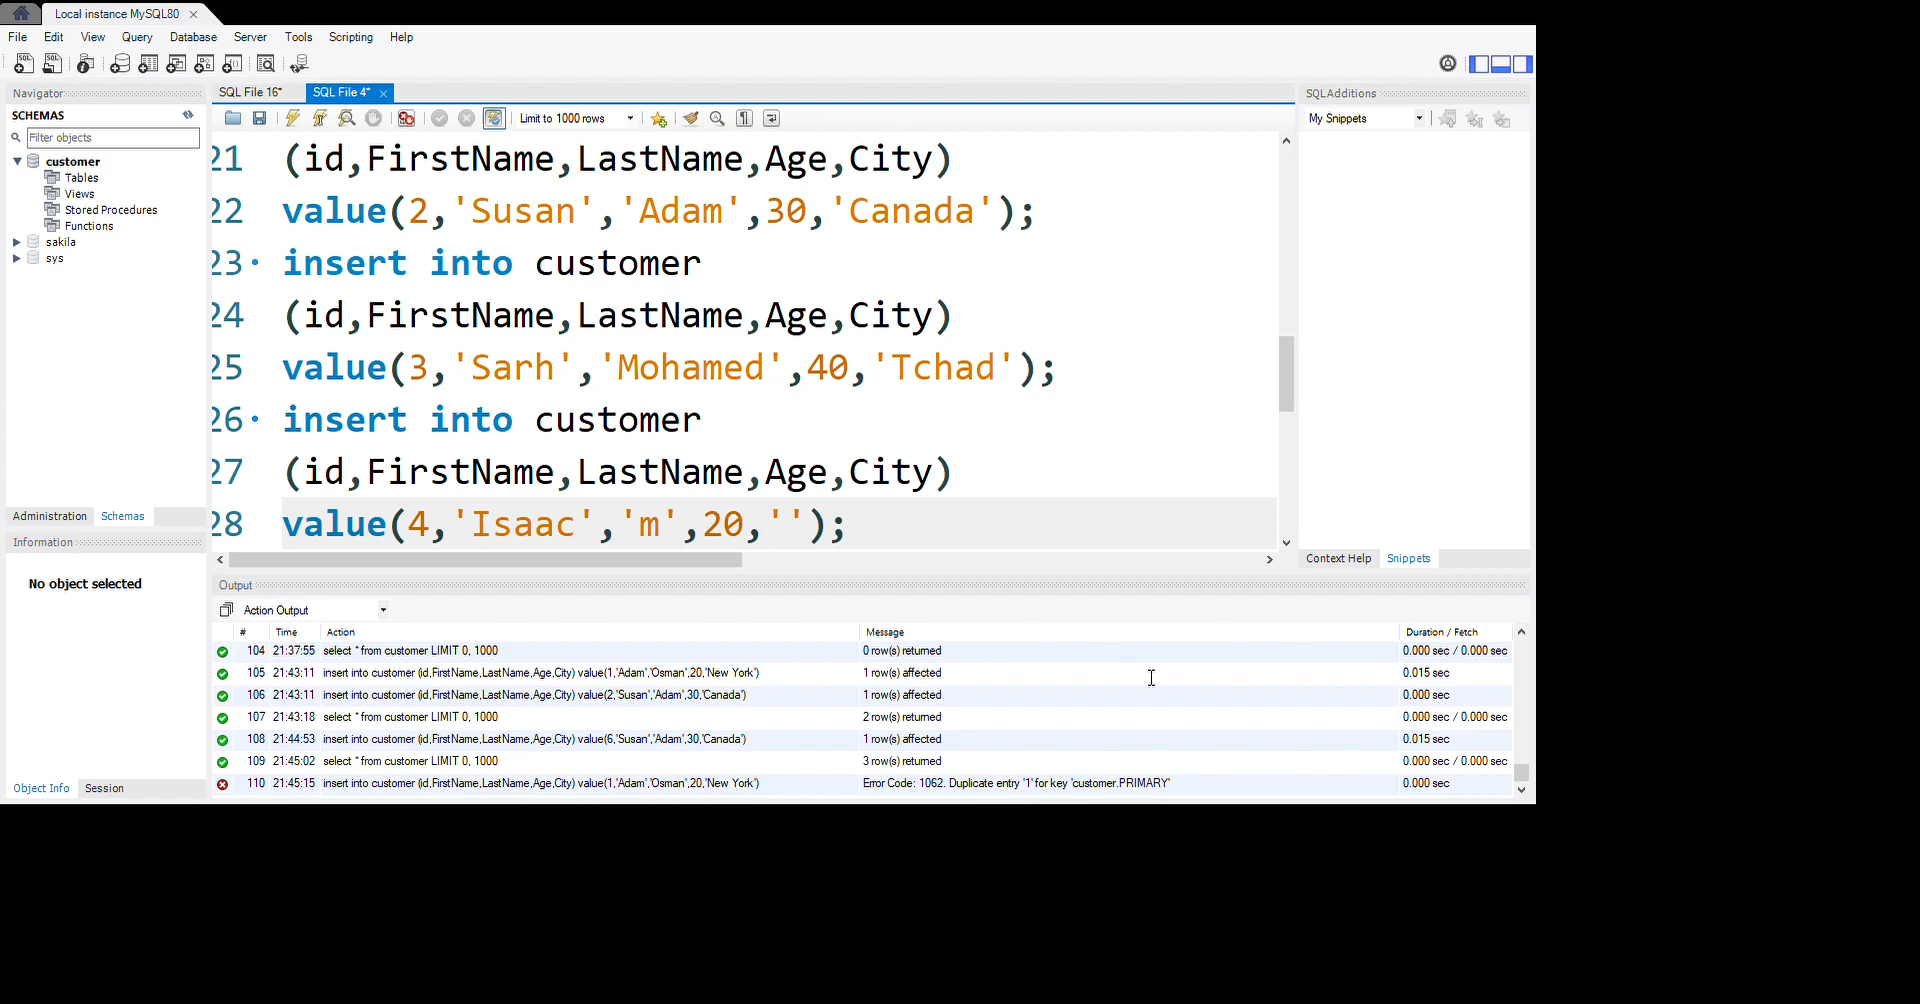 Local instance MySQL80
File Edit View Query Database Server Tools Scripting Help
Navigator
SCHEMAS
Filter objects
customer
Tables
Views
Stored Procedures
Functions
sakila
sys
Administration Schemas
Information
No object selected
Object Info Session
SQL File 16* SQL File 4*
Limit to 1000 rows
21 (id,FirstName,LastName,Age,City)
22 value(2,'Susan','Adam',30,'Canada');
23 insert into customer
24 (id,FirstName,LastName,Age,City)
25 value(3,'Sarh','Mohamed',40,'Tchad');
26 insert into customer
27 (id,FirstName,LastName,Age,City)
28 value(4,'Isaac','m',20,'');
SQLAdditions
My Snippets
Context Help Snippets
Output
Action Output
# Time Action Message Duration / Fetch
104 21:37:55 select * from customer LIMIT 0, 1000 0 row(s) returned 0.000 sec / 0.000 sec
105 21:43:11 insert into customer (id,FirstName,LastName,Age,City) value(1,'Adam','Osman',20,'New York') 1 row(s) affected 0.015 sec
106 21:43:11 insert into customer (id,FirstName,LastName,Age,City) value(2,'Susan','Adam',30,'Canada') 1 row(s) affected 0.000 sec
107 21:43:18 select * from customer LIMIT 0, 1000 2 row(s) returned 0.000 sec / 0.000 sec
108 21:44:53 insert into customer (id,FirstName,LastName,Age,City) value(6,'Susan','Adam',30,'Canada') 1 row(s) affected 0.015 sec
109 21:45:02 select * from customer LIMIT 0, 1000 3 row(s) returned 0.000 sec / 0.000 sec
110 21:45:15 insert into customer (id,FirstName,LastName,Age,City) value(1,'Adam','Osman',20,'New York') Error Code: 1062. Duplicate entry '1' for key 'customer.PRIMARY' 0.000 sec